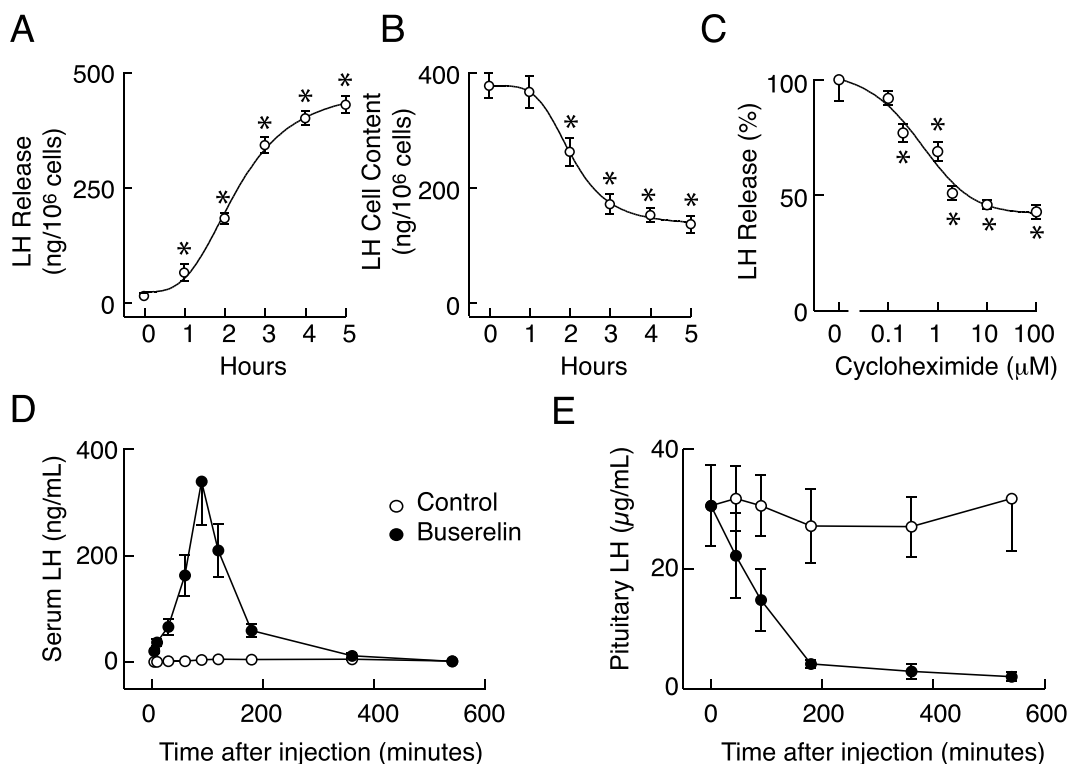 A
LH Release
(ng/10⁶ cells)
500
250
0
*
*
*
*
*
0 1 2 3 4 5
Hours
B
LH Cell Content
(ng/10⁶ cells)
400
200
0
*
*
*
*
0 1 2 3 4 5
Hours
C
LH Release (%)
100
50
0
*
*
*
*
*
0 0.1 1 10 100
Cycloheximide (μM)
D
Serum LH (ng/mL)
400
200
0
Control
Buserelin
0 200 400 600
Time after injection (minutes)
E
Pituitary LH (μg/mL)
40
20
0
0 200 400 600
Time after injection (minutes)